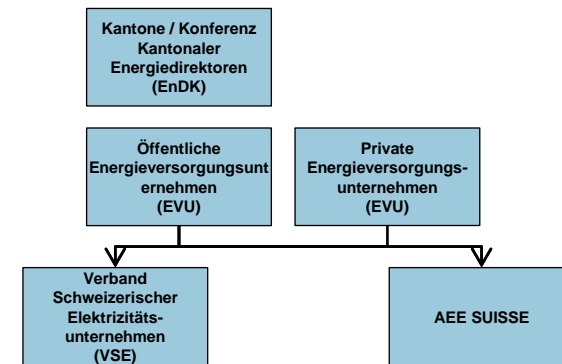 Kantone / Konferenz
Kantonaler
Energiedirektoren
(EnDK)
Öffentliche
Energieversorgungsunt
ernehmen
(EVU)
Private
Energieversorgungs-
unternehmen
(EVU)
Verband
Schweizerischer
Elektrizitäts-
unternehmen
(VSE)
AEE SUISSE